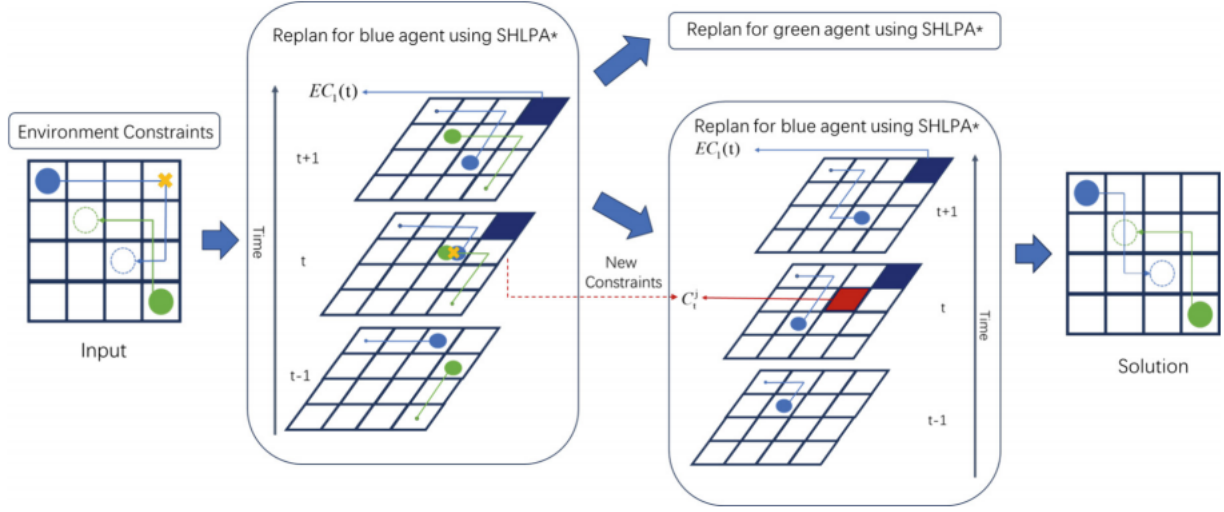 Environment Constraints
Input
Replan for blue agent using SHLPA*
EC₁(t)
t+1
t
t-1
Time
New
Constraints
Replan for green agent using SHLPA*
Replan for blue agent using SHLPA*
EC₁(t)
t+1
Cₜʲ
t
t-1
Time
Solution